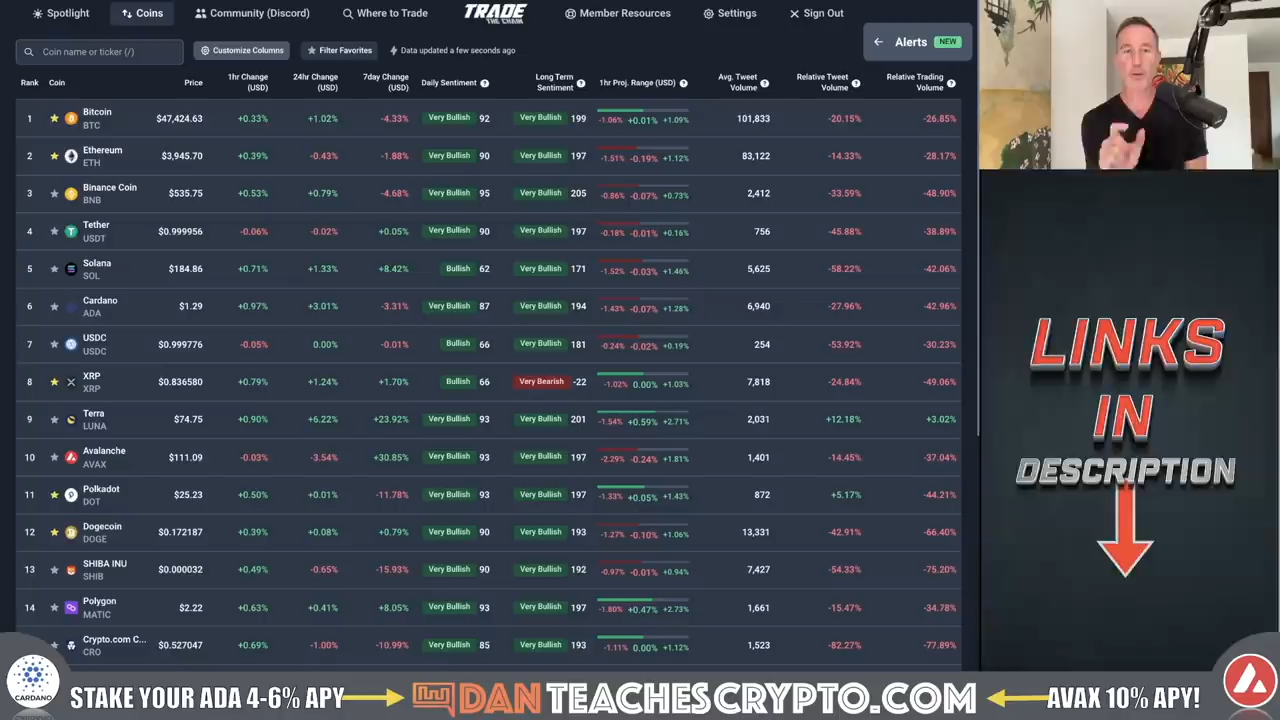 Spotlight Coins Community (Discord) Where to Trade TRADE THE CHAIN Member Resources Settings Sign Out
Coin name or ticker (/) Customize Columns Filter Favorites Data updated a few seconds ago Alerts NEW
Rank Coin Price 1hr Change (USD) 24hr Change (USD) 7day Change (USD) Daily Sentiment ? Long Term Sentiment ? 1hr Proj. Range (USD) ? Avg. Tweet Volume ? Relative Tweet Volume ? Relative Trading Volume ?
1 Bitcoin BTC $47,424.63 +0.33% +1.02% -4.33% Very Bullish 92 Very Bullish 199 -1.06% +0.01% +1.09% 101,833 -20.15% -26.85%
2 Ethereum ETH $3,945.70 +0.39% -0.43% -1.88% Very Bullish 90 Very Bullish 197 -1.51% -0.19% +1.12% 83,122 -14.33% -28.17%
3 Binance Coin BNB $535.75 +0.53% +0.79% -4.68% Very Bullish 95 Very Bullish 205 -0.86% -0.07% +0.73% 2,412 -33.59% -48.90%
4 Tether USDT $0.999956 -0.06% -0.02% +0.05% Very Bullish 90 Very Bullish 197 -0.18% -0.01% +0.16% 756 -45.88% -38.89%
5 Solana SOL $184.86 +0.71% +1.33% +8.42% Bullish 62 Very Bullish 171 -1.52% -0.03% +1.46% 5,625 -58.22% -42.06%
6 Cardano ADA $1.29 +0.97% +3.01% -3.31% Very Bullish 87 Very Bullish 194 -1.43% -0.07% +1.28% 6,940 -27.96% -42.96%
7 USDC USDC $0.999776 -0.05% 0.00% -0.01% Bullish 66 Very Bullish 181 -0.24% -0.02% +0.19% 254 -53.92% -30.23%
8 XRP XRP $0.836580 +0.79% +1.24% +1.70% Bullish 66 Very Bearish -22 -1.02% 0.00% +1.03% 7,818 -24.84% -49.06%
9 Terra LUNA $74.75 +0.90% +6.22% +23.92% Very Bullish 93 Very Bullish 201 -1.54% +0.59% +2.71% 2,031 +12.18% +3.02%
10 Avalanche AVAX $111.09 -0.03% -3.54% +30.85% Very Bullish 93 Very Bullish 197 -2.29% -0.24% +1.81% 1,401 -14.45% -37.04%
11 Polkadot DOT $25.23 +0.50% +0.01% -11.78% Very Bullish 93 Very Bullish 197 -1.33% +0.05% +1.43% 872 +5.17% -44.21%
12 Dogecoin DOGE $0.172187 +0.39% +0.08% +0.79% Very Bullish 90 Very Bullish 193 -1.27% -0.10% +1.06% 13,331 -42.91% -66.40%
13 SHIBA INU SHIB $0.000032 +0.49% -0.65% -15.93% Very Bullish 90 Very Bullish 192 -0.97% -0.01% +0.94% 7,427 -54.33% -75.20%
14 Polygon MATIC $2.22 +0.63% +0.41% +8.05% Very Bullish 93 Very Bullish 197 -1.80% +0.47% +2.73% 1,661 -15.47% -34.78%
Crypto.com C... CRO $0.527047 +0.69% -1.00% -10.99% Very Bullish 85 Very Bullish 193 -1.11% 0.00% +1.12% 1,523 -82.27% -77.89%
LINKS
IN
DESCRIPTION
CARDANO STAKE YOUR ADA 4-6% APY DANTEACHESCRYPTO.COM AVAX 10% APY!